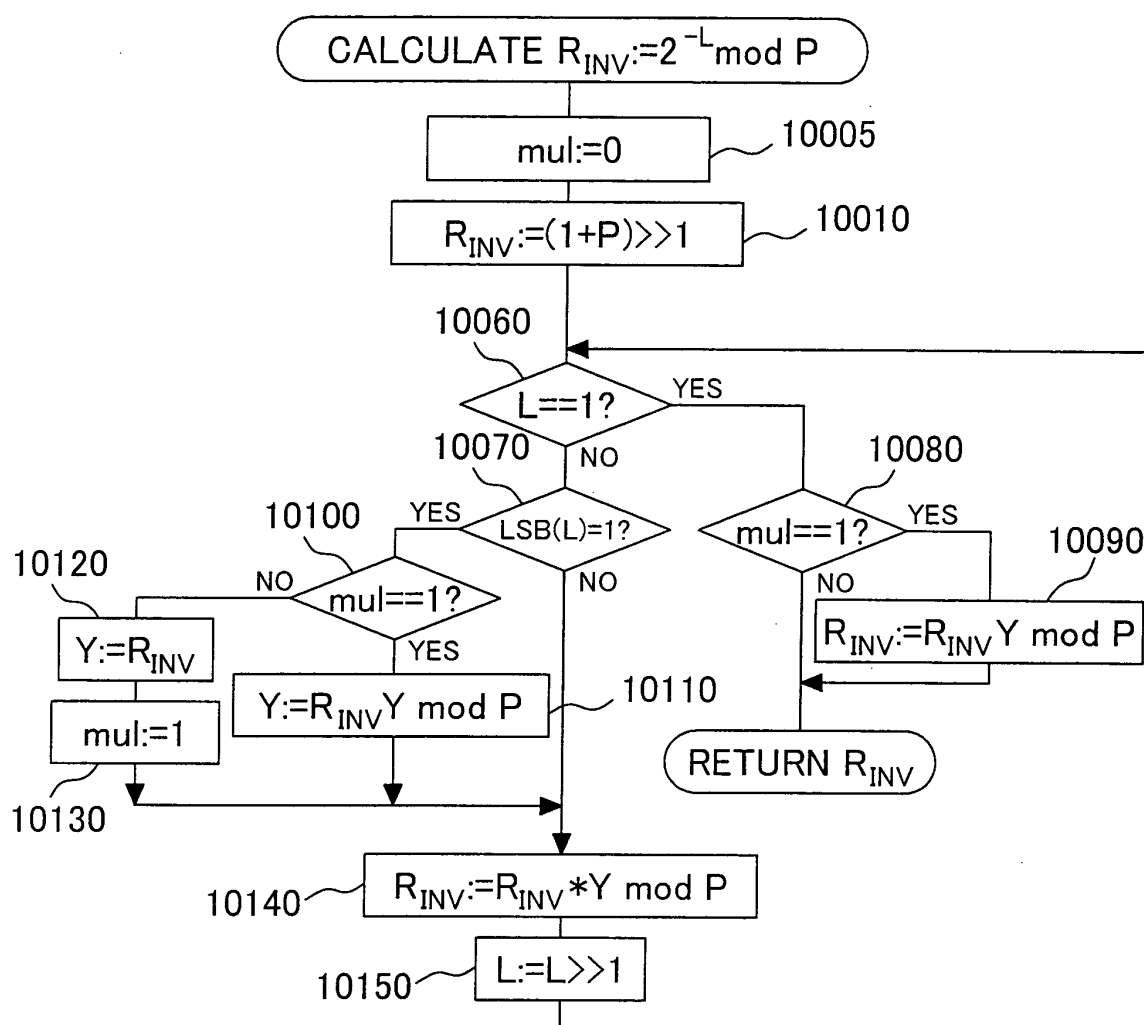 CALCULATE R_INV:=2^-L mod P
mul:=0
10005
R_INV:=(1+P)>>1
10010
10060
L==1?
YES
NO
10070
LSB(L)=1?
YES
NO
10080
mul==1?
YES
NO
10090
R_INV:=R_INV Y mod P
10100
mul==1?
NO
YES
10120
Y:=R_INV
mul:=1
10130
Y:=R_INV Y mod P
10110
RETURN R_INV
R_INV:=R_INV*Y mod P
10140
L:=L>>1
10150